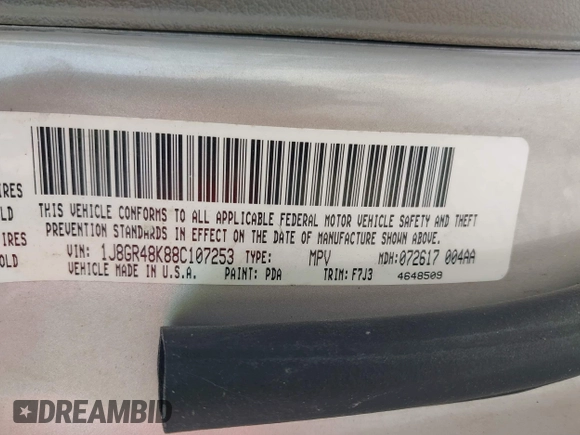 IRES
LD
IRES
OLD
THIS VEHICLE CONFORMS TO ALL APPLICABLE FEDERAL MOTOR VEHICLE SAFETY AND THEFT
PREVENTION STANDARDS IN EFFECT ON THE DATE OF MANUFACTURE SHOWN ABOVE.
VIN: 1J8GR48K88C107253 TYPE: MPV MDH:072617 004AA
VEHICLE MADE IN U.S.A. PAINT: PDA TRIM: F7J3 4648509
DREAMBID